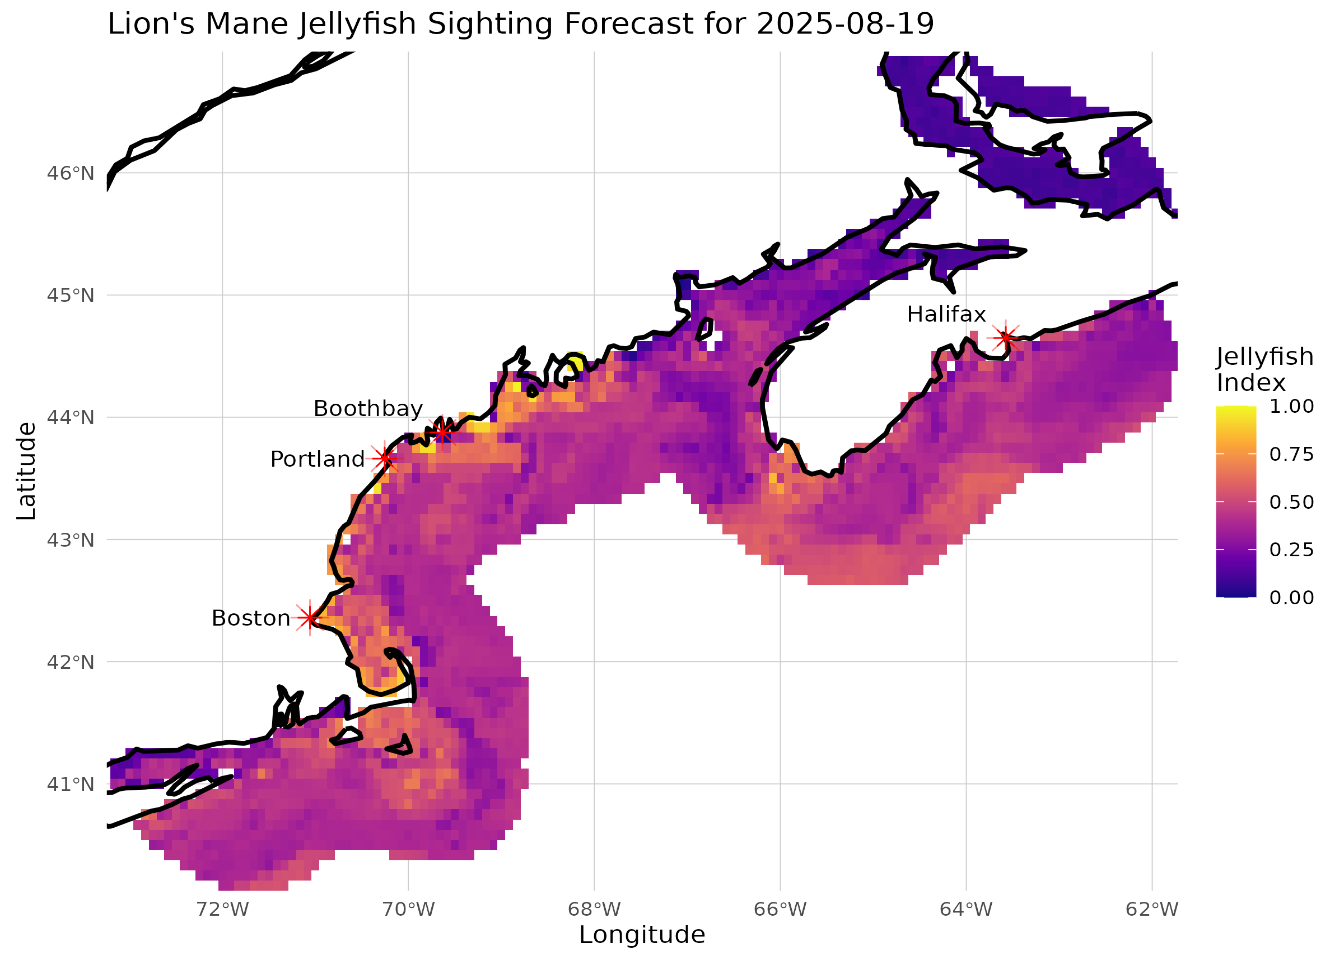 Lion's Mane Jellyfish Sighting Forecast for 2025-08-19
46°N
45°N
44°N
43°N
42°N
41°N
Latitude
Halifax
Boothbay
Portland
Boston
72°W
70°W
68°W
66°W
64°W
62°W
Longitude
Jellyfish
Index
1.00
0.75
0.50
0.25
0.00